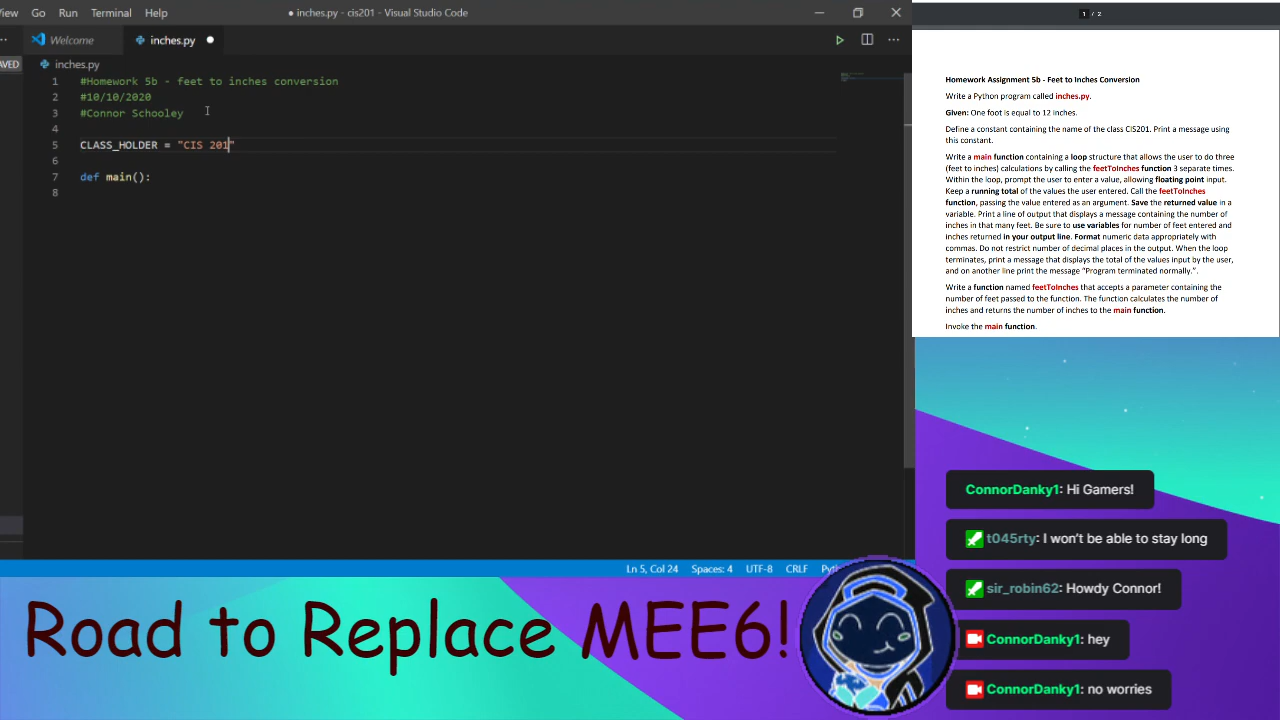 View Go Run Terminal Help
● inches.py - cis201 - Visual Studio Code
Welcome
inches.py ●
inches.py
1 #Homework 5b - feet to inches conversion
2 #10/10/2020
3 #Connor Schooley
4
5 CLASS_HOLDER = "CIS 201"
6
7 def main():
8
Ln 5, Col 24 Spaces: 4 UTF-8 CRLF
1 / 2
Homework Assignment 5b - Feet to Inches Conversion
Write a Python program called inches.py.
Given: One foot is equal to 12 inches.
Define a constant containing the name of the class CIS201. Print a message using
this constant.
Write a main function containing a loop structure that allows the user to do three
(feet to inches) calculations by calling the feetToInches function 3 separate times.
Within the loop, prompt the user to enter a value, allowing floating point input.
Keep a running total of the values the user entered. Call the feetToInches
function, passing the value entered as an argument. Save the returned value in a
variable. Print a line of output that displays a message containing the number of
inches in that many feet. Be sure to use variables for number of feet entered and
inches returned in your output line. Format numeric data appropriately with
commas. Do not restrict number of decimal places in the output. When the loop
terminates, print a message that displays the total of the values input by the user,
and on another line print the message "Program terminated normally.".
Write a function named feetToInches that accepts a parameter containing the
number of feet passed to the function. The function calculates the number of
inches and returns the number of inches to the main function.
Invoke the main function.
ConnorDanky1: Hi Gamers!
t045rty: I won't be able to stay long
sir_robin62: Howdy Connor!
ConnorDanky1: hey
ConnorDanky1: no worries
Road to Replace MEE6!